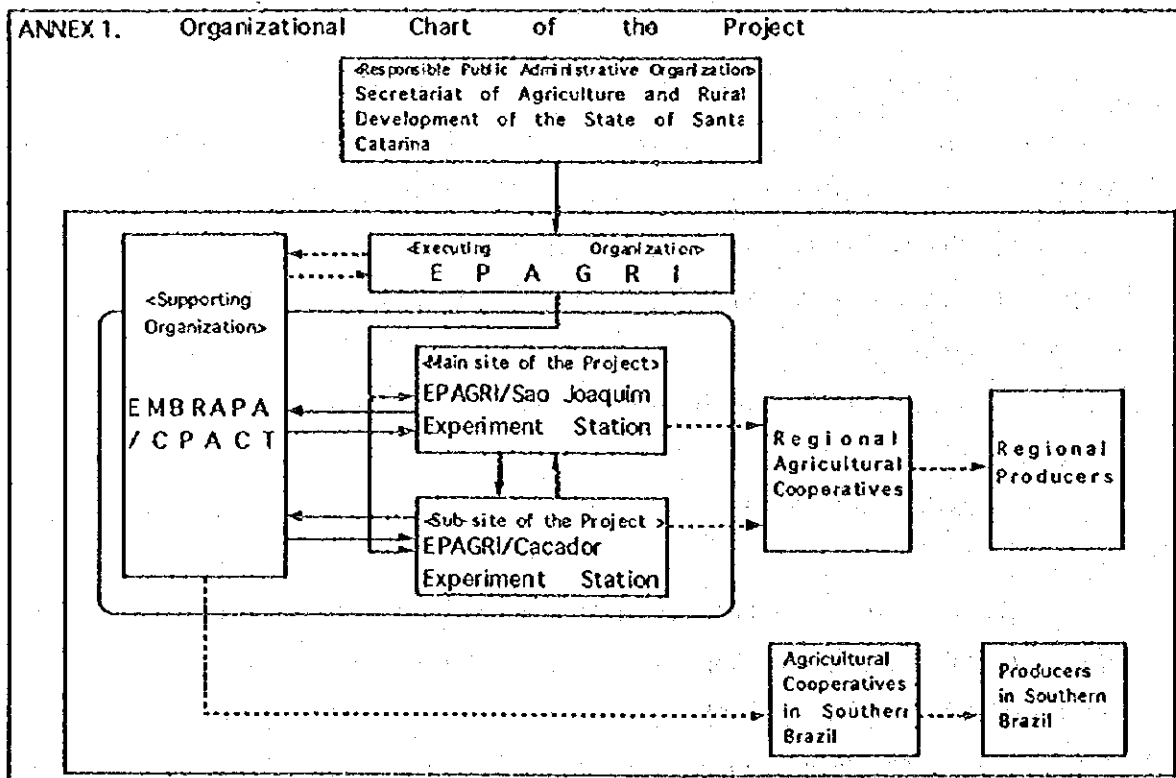 ANNEX 1. Organizational Chart of the Project
<Responsible Public Administrative Organization>
Secretariat of Agriculture and Rural
Development of the State of Santa
Catarina
<Executing Organization>
E P A G R I
<Supporting
Organization>
EMBRAPA
/CPACT
<Main site of the Project>
EPAGRI/Sao Joaquim
Experiment Station
<Sub-site of the Project>
EPAGRI/Cacador
Experiment Station
Regional
Agricultural
Cooperatives
Regional
Producers
Agricultural
Cooperatives
in Southern
Brazil
Producers
in Southern
Brazil